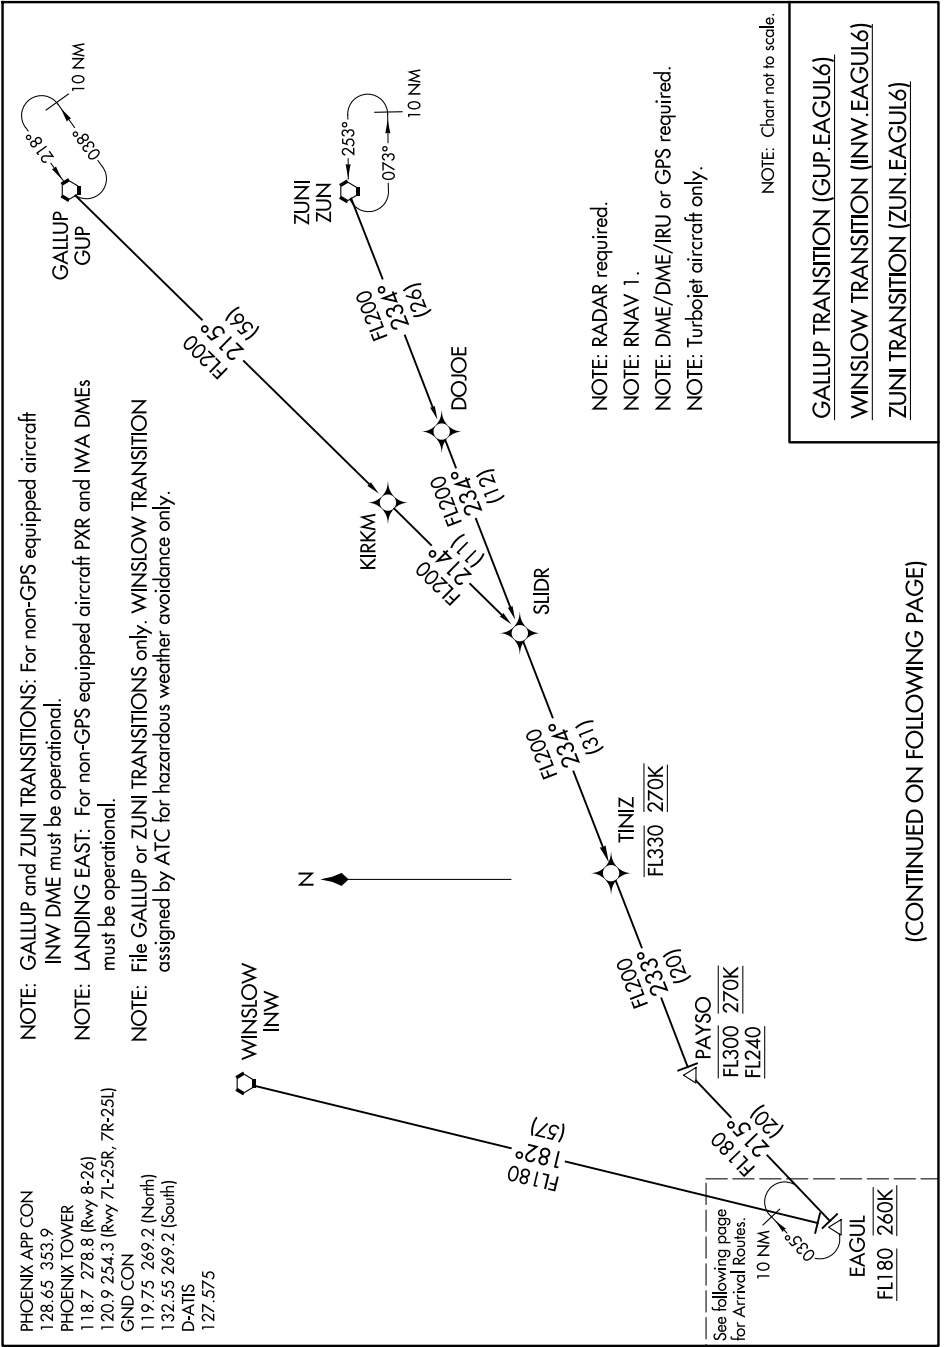 PHOENIX APP CON
128.65 353.9
PHOENIX TOWER
118.7 278.8 (Rwy 8-26)
120.9 254.3 (Rwy 7L-25R, 7R-25L)
GND CON
119.75 269.2 (North)
132.55 269.2 (South)
D-ATIS
127.575
NOTE: GALLUP and ZUNI TRANSITIONS: For non-GPS equipped aircraft
INW DME must be operational.
NOTE: LANDING EAST: For non-GPS equipped aircraft PXR and IWA DMEs
must be operational.
NOTE: File GALLUP or ZUNI TRANSITIONS only. WINSLOW TRANSITION
assigned by ATC for hazardous weather avoidance only.
GALLUP
GUP
218°
038°
10 NM
FL200
215°
(56)
ZUNI
ZUN
253°
073°
10 NM
FL200
234°
(26)
DOJOE
KIRKM
FL200
214°
(11)
FL200
234°
(12)
SLIDR
FL200
234°
(31)
TINIZ
FL330 270K
N
WINSLOW
INW
FL200
233°
(20)
PAYSO
FL300 270K
FL240
FL180
182°
(57)
FL180
215°
(20)
See following page
for Arrival Routes.
10 NM
035°
EAGUL
FL180 260K
NOTE: RADAR required.
NOTE: RNAV 1.
NOTE: DME/DME/IRU or GPS required.
NOTE: Turbojet aircraft only.
NOTE: Chart not to scale.
GALLUP TRANSITION (GUP.EAGUL6)
WINSLOW TRANSITION (INW.EAGUL6)
ZUNI TRANSITION (ZUN.EAGUL6)
(CONTINUED ON FOLLOWING PAGE)